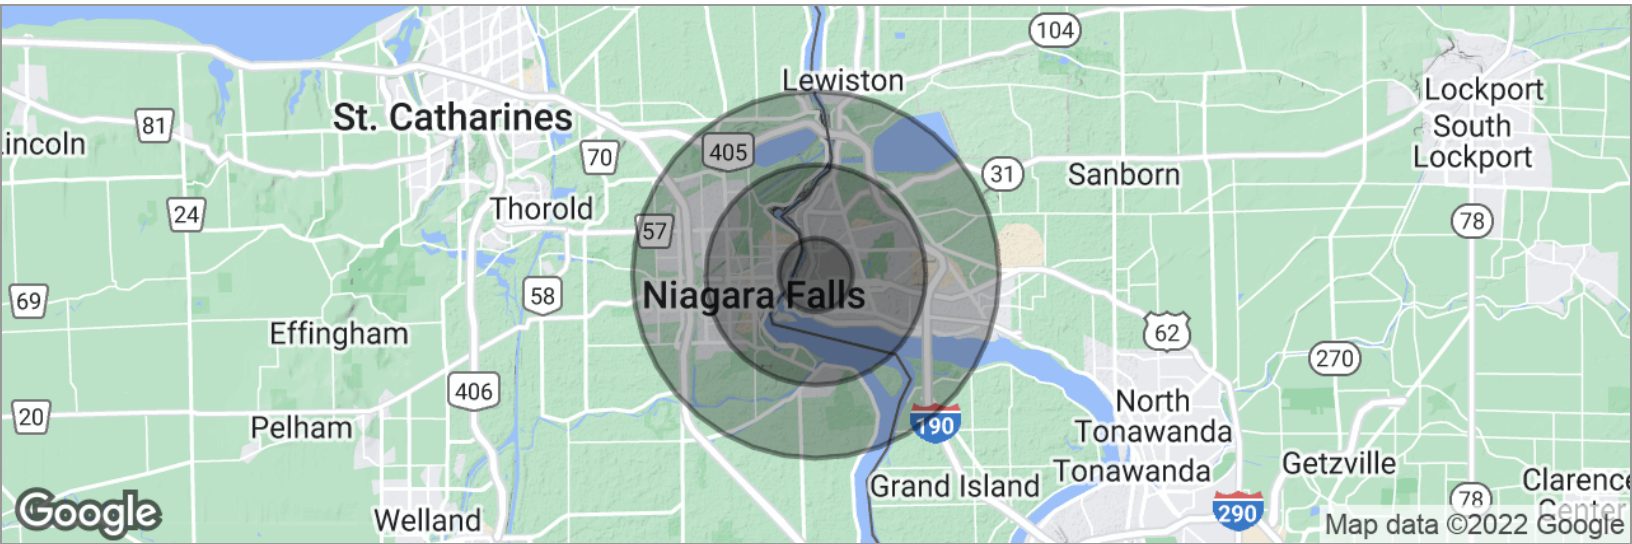 104
Lewiston
Lockport
St. Catharines
81
South
Lockport
incoln
70
405
31
Sanborn
24
Thorold
57
78
69
58
Niagara Falls
Effingham
62
270
406
20
Pelham
190
North
Tonawanda
Tonawanda
Getzville
Grand Island
78
Clarence
Center
290
Google
Welland
Map data ©2022 Google